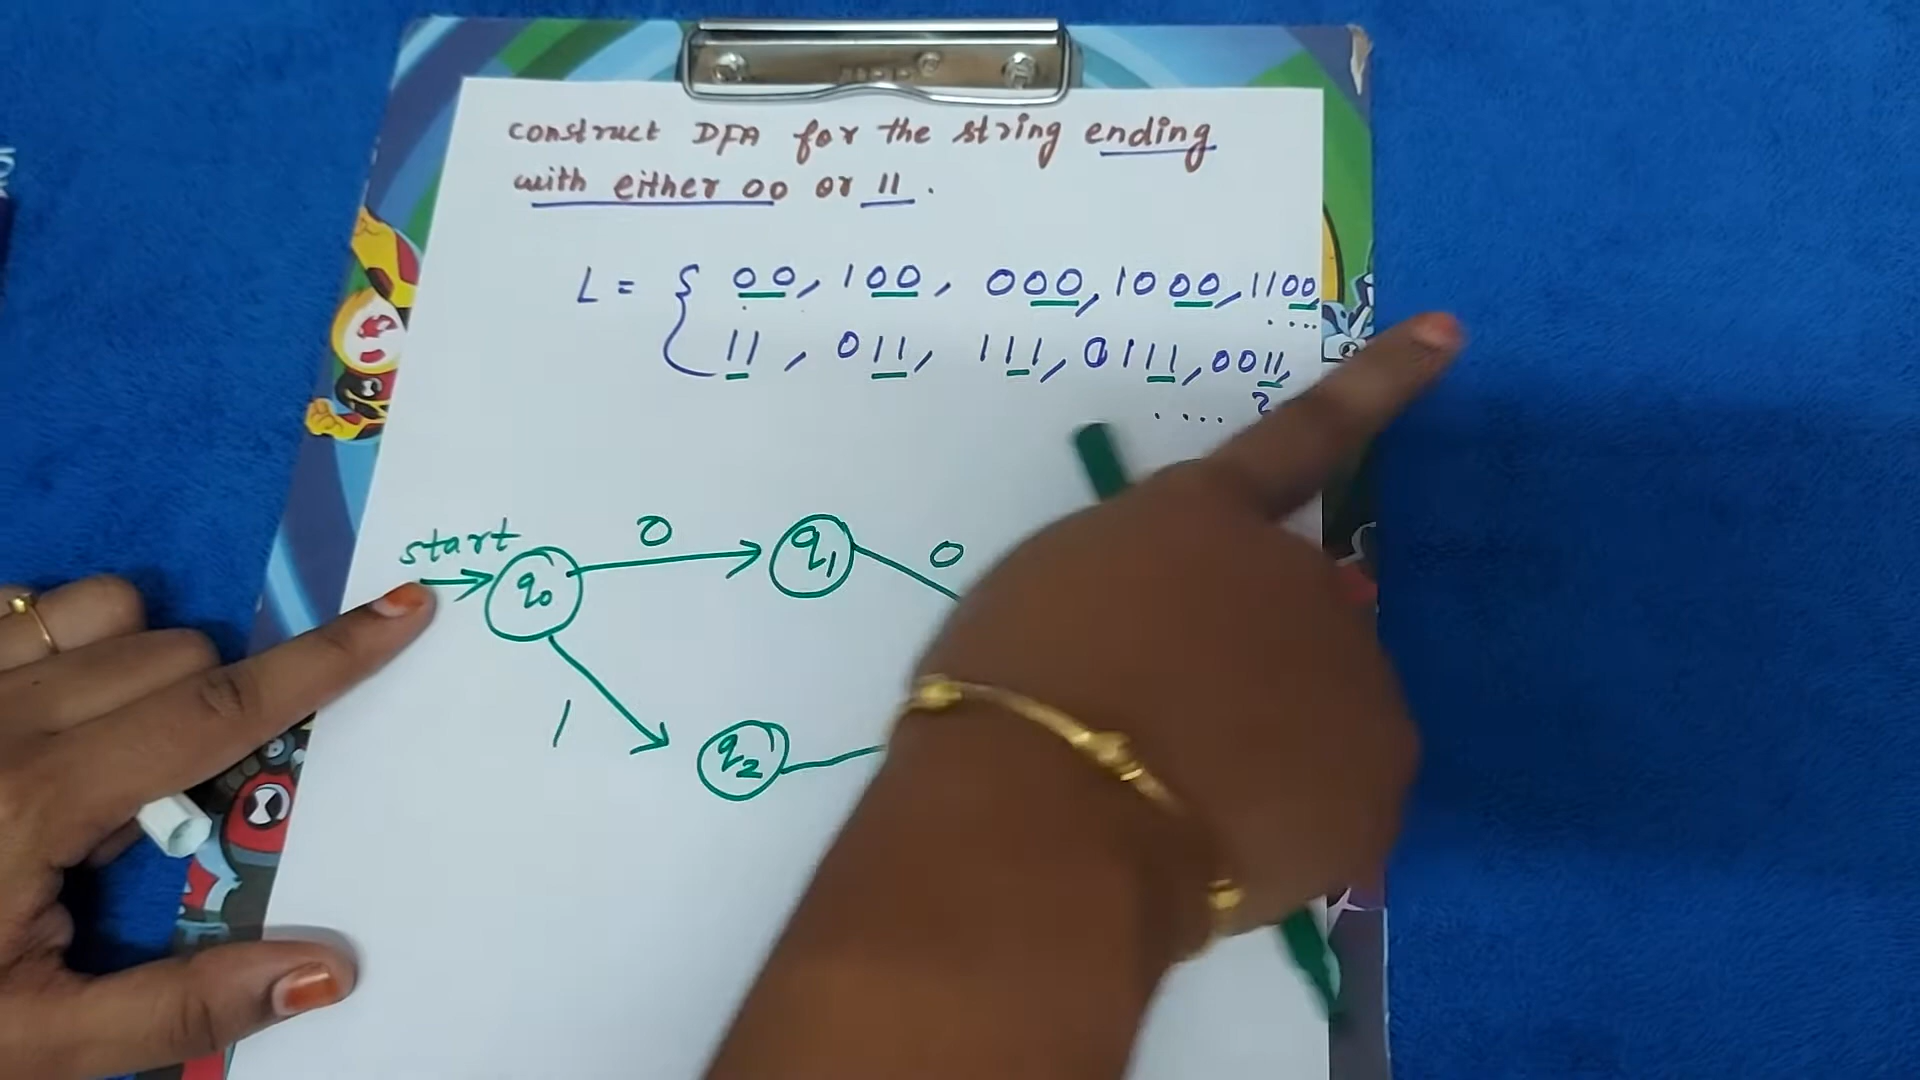 construct DFA for the string ending
with either 00 or 11.
L = { 00, 100, 000, 1000, 1100,
....
11, 011, 111, 0111, 0011,
....
start
0
q0
q1
0
1
q2